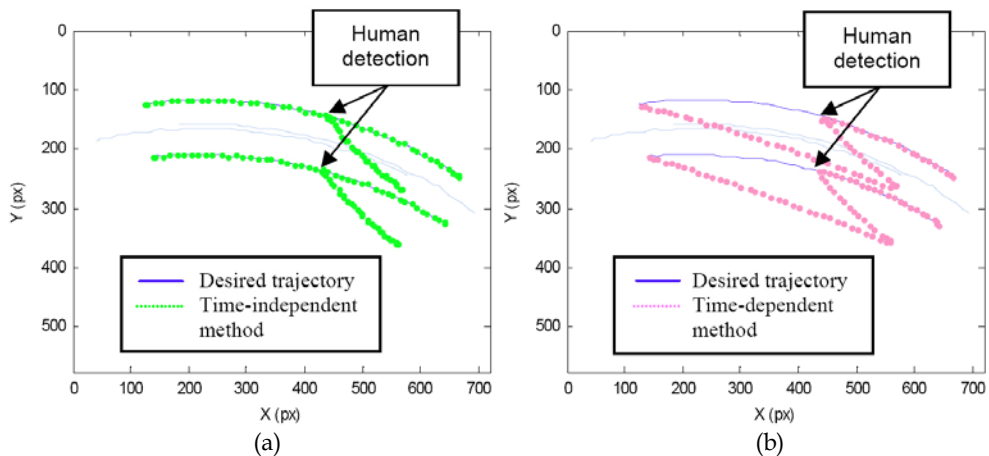 Human
detection
0
100
200
300
400
500
Y (px)
0 100 200 300 400 500 600 700
X (px)
Desired trajectory
Time-independent
method
(a)
Human
detection
0
100
200
300
400
500
Y (px)
0 100 200 300 400 500 600 700
X (px)
Desired trajectory
Time-dependent
method
(b)